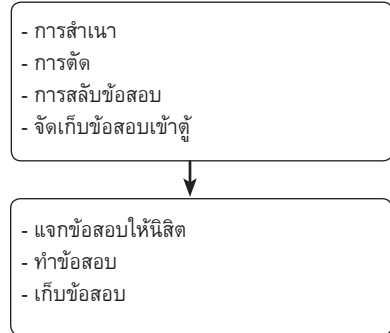 - การสำเนา
- การตัด
- การสลับข้อสอบ
- จัดเก็บข้อสอบเข้าตู้
- แจกข้อสอบให้นิสิต
- ทำข้อสอบ
- เก็บข้อสอบ